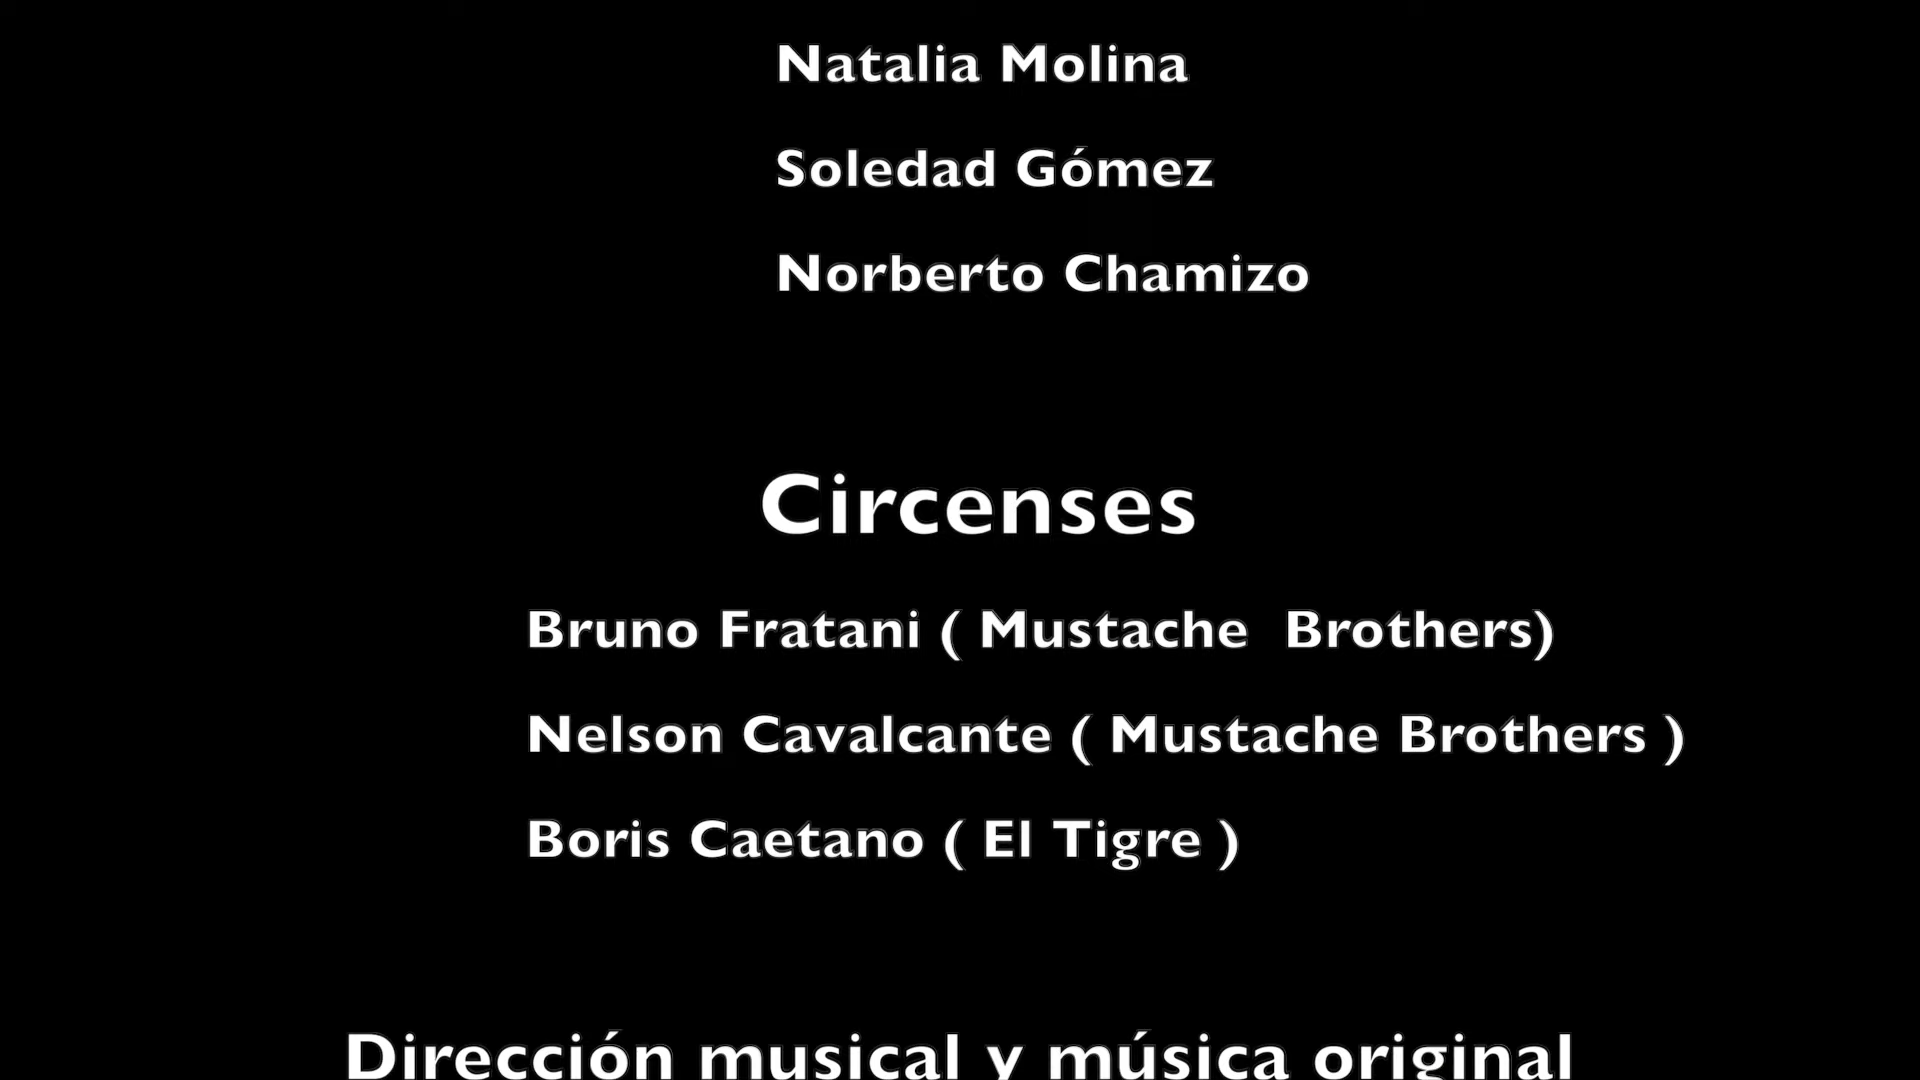 Natalia Molina
Soledad Gómez
Norberto Chamizo
Circenses
Bruno Fratani ( Mustache  Brothers)
Nelson Cavalcante ( Mustache Brothers )
Boris Caetano ( El Tigre )
Dirección musical y música original